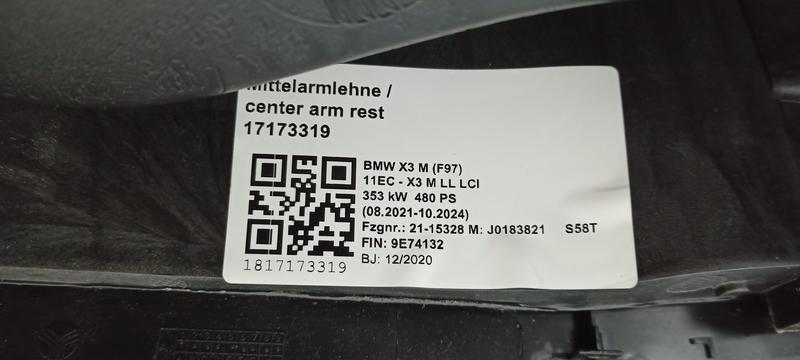 Mittelarmlehne /
center arm rest
17173319
BMW X3 M (F97)
11EC - X3 M LL LCI
353 kW 480 PS
(08.2021-10.2024)
Fzgnr.: 21-15328 M: J0183821 S58T
FIN: 9E74132
BJ: 12/2020
1817173319